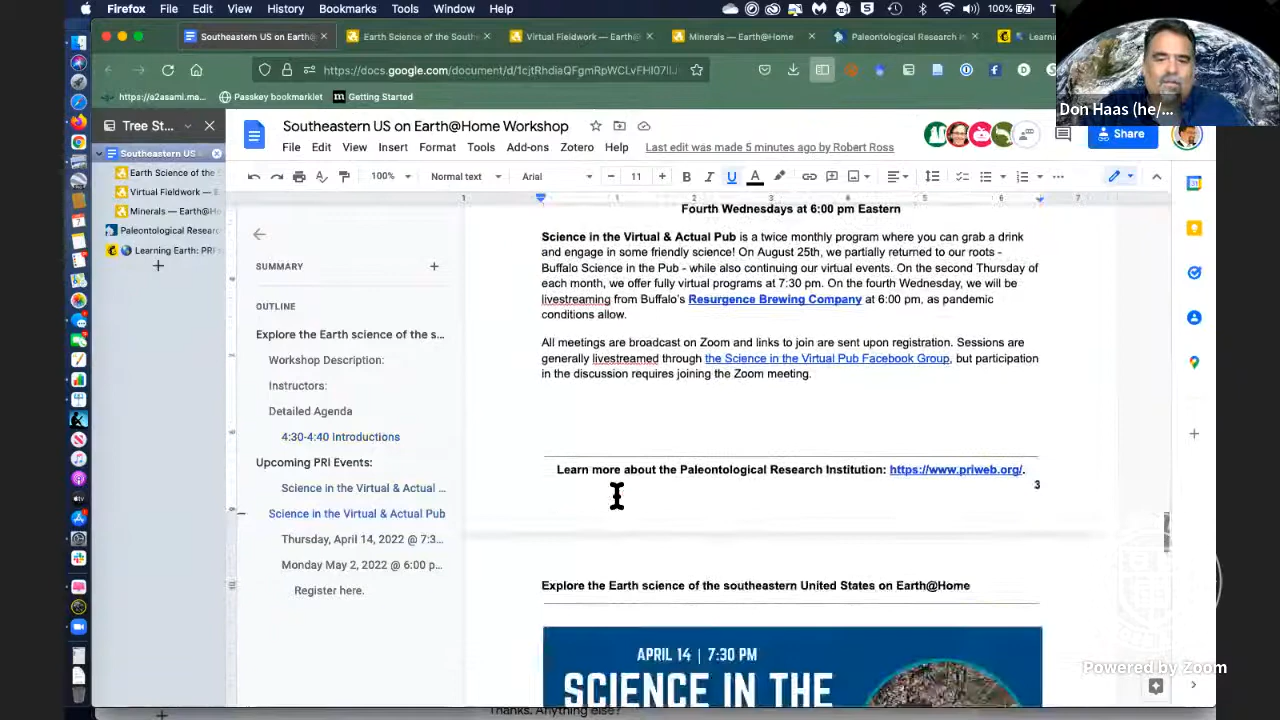 Firefox File Edit View History Bookmarks Tools Window Help
100%
Southeastern US on Earth@
Earth Science of the South
Virtual Fieldwork — Earth@
Minerals — Earth@Home
Paleontological Research In
Learn
https://docs.google.com/document/d/1cjtRhdiaQFgmRpWCLvFHI07lI
https://a2asami.ma...
Passkey bookmarklet
Getting Started
Don Haas (he/...
Tree St...
Southeastern US
Earth Science of the S
Virtual Fieldwork — E
Minerals — Earth@Ho
Paleontological Resear
Learning Earth: PRI
Southeastern US on Earth@Home Workshop
File Edit View Insert Format Tools Add-ons Zotero Help
Last edit was made 5 minutes ago by Robert Ross
Share
100%
Normal text
Arial
11
SUMMARY
OUTLINE
Explore the Earth science of the s...
Workshop Description:
Instructors:
Detailed Agenda
4:30-4:40 Introductions
Upcoming PRI Events:
Science in the Virtual & Actual ...
Science in the Virtual & Actual Pub
Thursday, April 14, 2022 @ 7:3...
Monday May 2, 2022 @ 6:00 p...
Register here.
Fourth Wednesdays at 6:00 pm Eastern
Science in the Virtual & Actual Pub is a twice monthly program where you can grab a drink
and engage in some friendly science! On August 25th, we partially returned to our roots -
Buffalo Science in the Pub - while also continuing our virtual events. On the second Thursday of
each month, we offer fully virtual programs at 7:30 pm. On the fourth Wednesday, we will be
livestreaming from Buffalo's Resurgence Brewing Company at 6:00 pm, as pandemic
conditions allow.
All meetings are broadcast on Zoom and links to join are sent upon registration. Sessions are
generally livestreamed through the Science in the Virtual Pub Facebook Group, but participation
in the discussion requires joining the Zoom meeting.
Learn more about the Paleontological Research Institution: https://www.priweb.org/.
3
Explore the Earth science of the southeastern United States on Earth@Home
APRIL 14 | 7:30 PM
SCIENCE IN THE
Powered by Zoom
Thanks. Anything else?